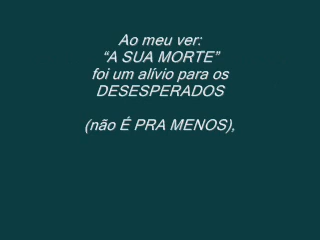 Ao meu ver:
“A SUA MORTE”
foi um alívio para os
DESESPERADOS
(não É PRA MENOS),